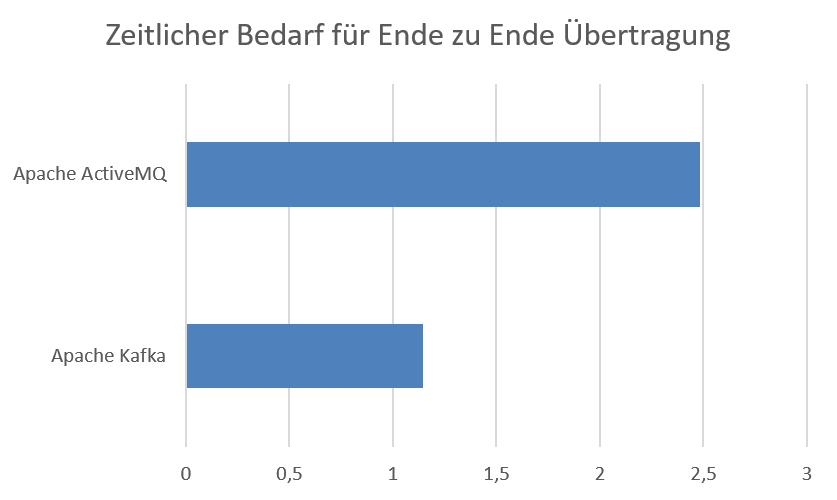 Zeitlicher Bedarf für Ende zu Ende Übertragung
Apache ActiveMQ
Apache Kafka
0 0,5 1 1,5 2 2,5 3